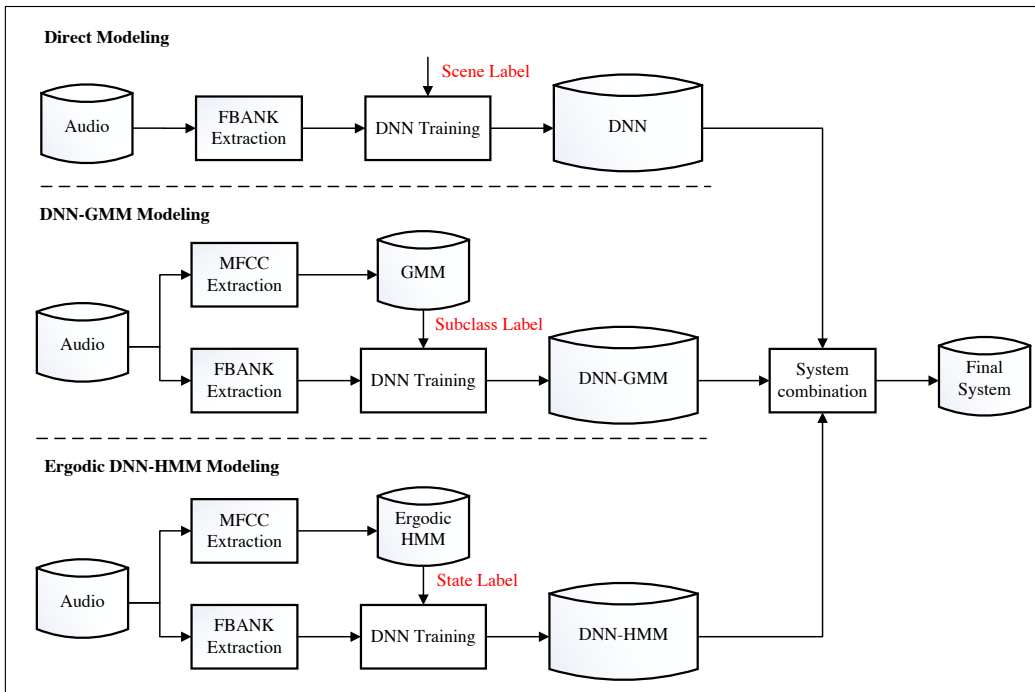 Direct Modeling
Scene Label
Audio
FBANK
Extraction
DNN Training
DNN
DNN-GMM Modeling
MFCC
Extraction
GMM
Subclass Label
Audio
FBANK
Extraction
DNN Training
DNN-GMM
System
combination
Final
System
Ergodic DNN-HMM Modeling
MFCC
Extraction
Ergodic
HMM
State Label
Audio
FBANK
Extraction
DNN Training
DNN-HMM